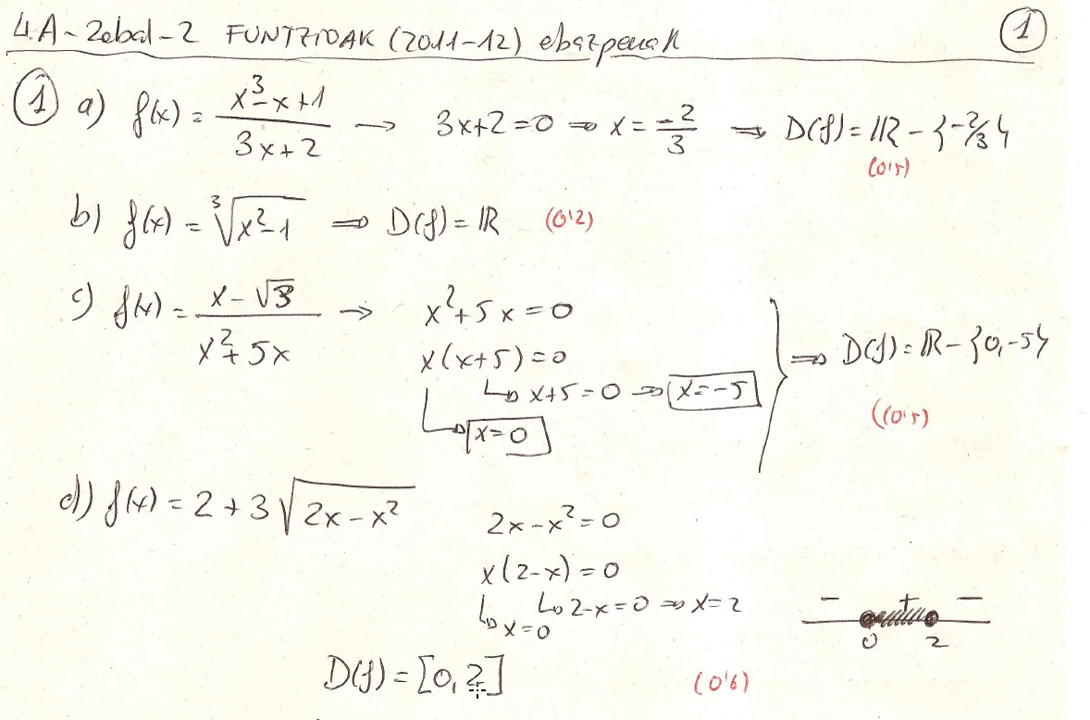 4.A - Zebal - 2 FUNTZIOAK (2011-12) ebazpenak ①
① a) f(x) = (x³-x+1)/(3x+2) → 3x+2=0 ⇒ x = -2/3 ⇒ D(f) = ℝ - {-2/3}
(0'5)
b) f(x) = ∛(x²-1) ⇒ D(f) = ℝ (0'2)
c) f(x) = (x-√3)/(x²+5x) → x²+5x=0
x(x+5)=0
↳ x+5=0 ⇒ x=-5
↳ x=0
} ⇒ D(f) = ℝ - {0,-5}
(0'5)
d) f(x) = 2+3√(2x-x²)
2x-x²=0
x(2-x)=0
↳ 2-x=0 ⇒ x=2
↳ x=0
- + -
0 2
D(f) = [0,2] (0'6)